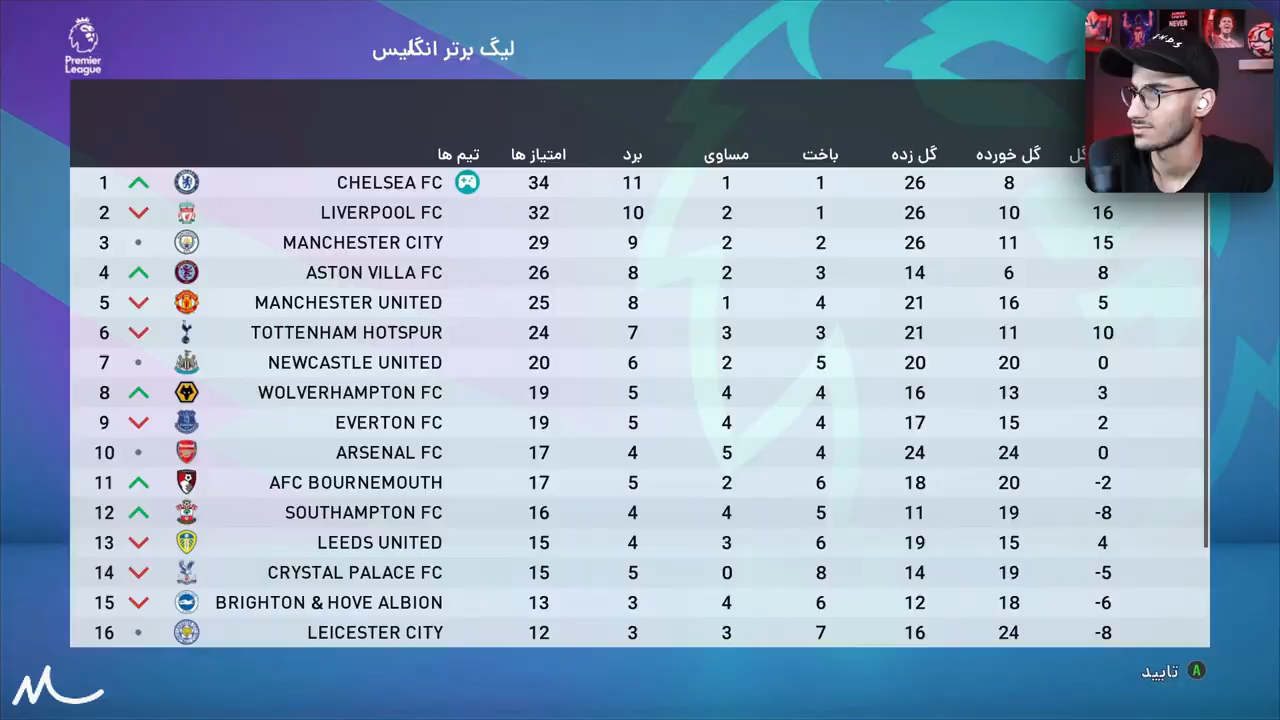 Premier League
لیگ برتر انگلیس
تیم ها امتیاز ها برد مساوی باخت گل زده گل خورده گل
1 CHELSEA FC 34 11 1 1 26 8
2 LIVERPOOL FC 32 10 2 1 26 10 16
3 MANCHESTER CITY 29 9 2 2 26 11 15
4 ASTON VILLA FC 26 8 2 3 14 6 8
5 MANCHESTER UNITED 25 8 1 4 21 16 5
6 TOTTENHAM HOTSPUR 24 7 3 3 21 11 10
7 NEWCASTLE UNITED 20 6 2 5 20 20 0
8 WOLVERHAMPTON FC 19 5 4 4 16 13 3
9 EVERTON FC 19 5 4 4 17 15 2
10 ARSENAL FC 17 4 5 4 24 24 0
11 AFC BOURNEMOUTH 17 5 2 6 18 20 -2
12 SOUTHAMPTON FC 16 4 4 5 11 19 -8
13 LEEDS UNITED 15 4 3 6 19 15 4
14 CRYSTAL PALACE FC 15 5 0 8 14 19 -5
15 BRIGHTON & HOVE ALBION 13 3 4 6 12 18 -6
16 LEICESTER CITY 12 3 3 7 16 24 -8
تایید A